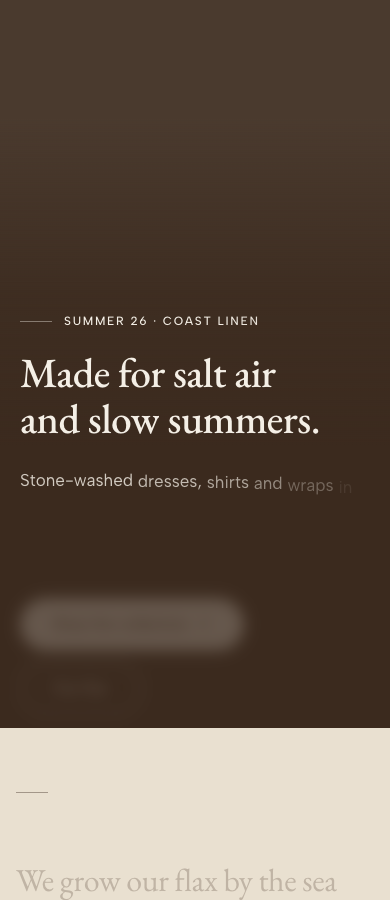 SUMMER 26 · COAST LINEN
Made for salt air
and slow summers.
Stone-washed dresses, shirts and wraps in
We grow our flax by the sea